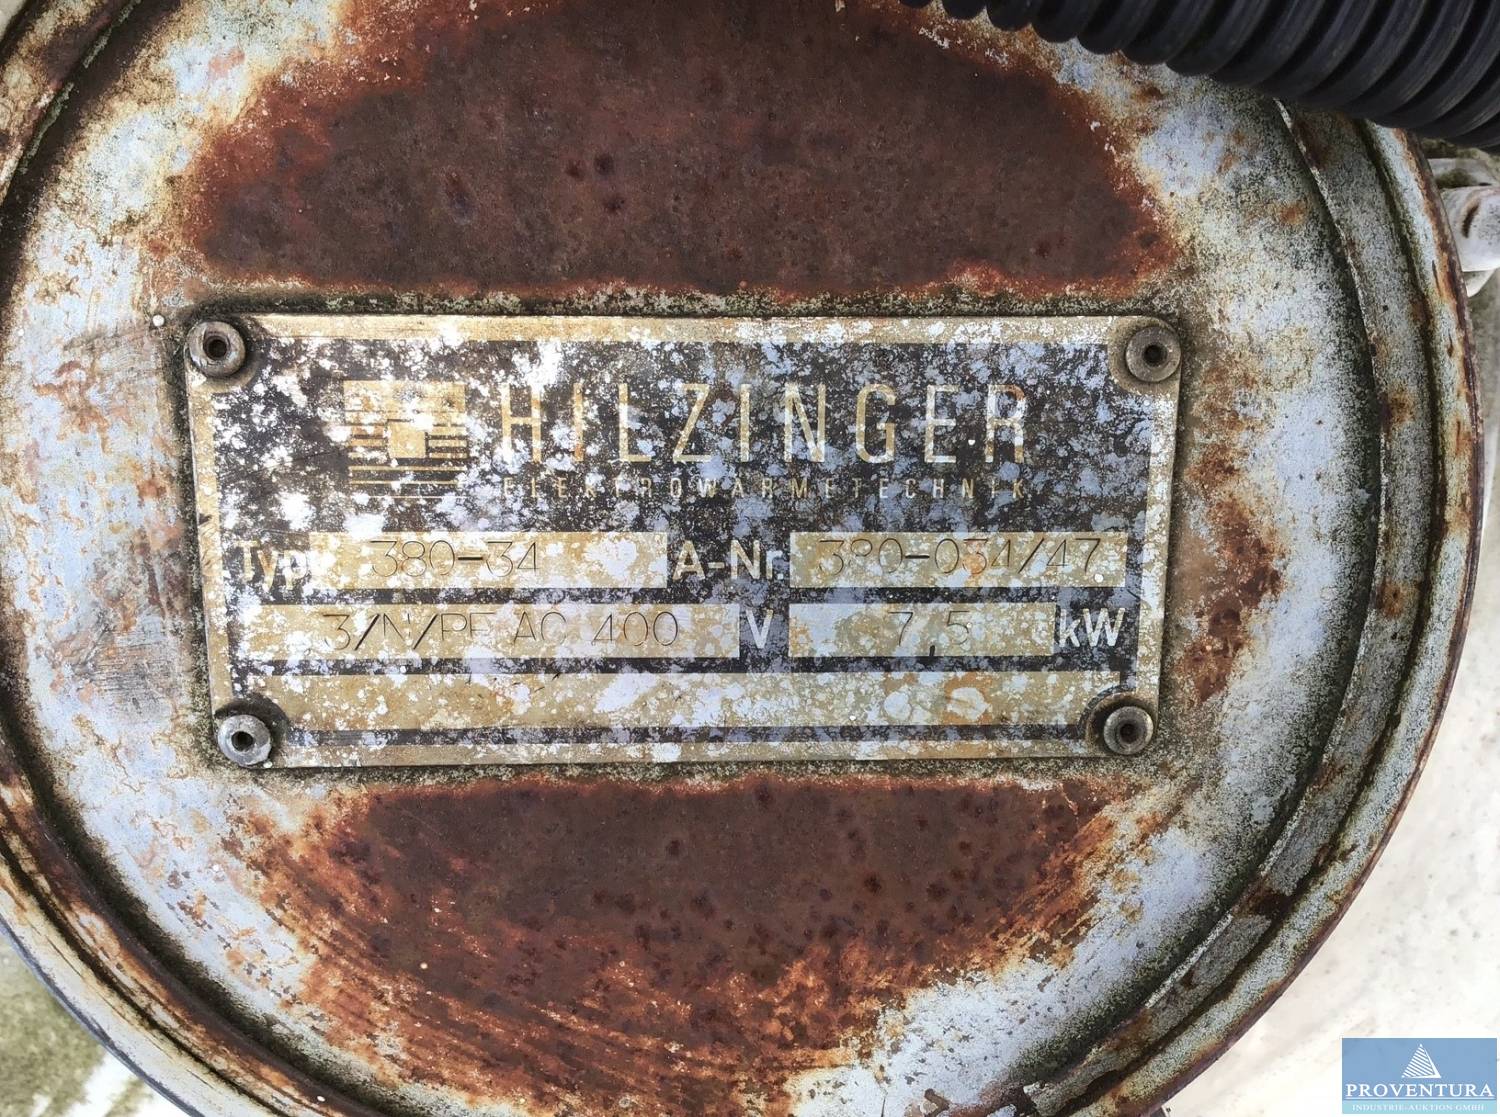 HILZINGER
ELEKTROWÄRMETECHNIK
Typ 380-34 A-Nr. 380-034/47
3/N/PE AC 400 V 7,5 kW
PROVENTURA
INDUSTRIE-AUKTION GMBH